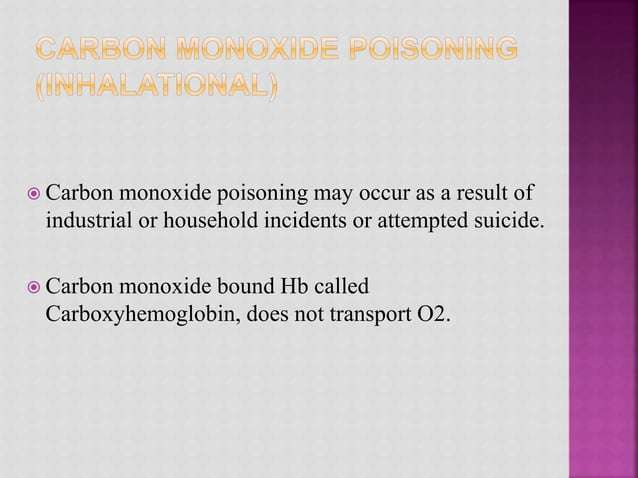 CARBON MONOXIDE POISONING
(INHALATIONAL)
Carbon monoxide poisoning may occur as a result of
industrial or household incidents or attempted suicide.
Carbon monoxide bound Hb called
Carboxyhemoglobin, does not transport O2.